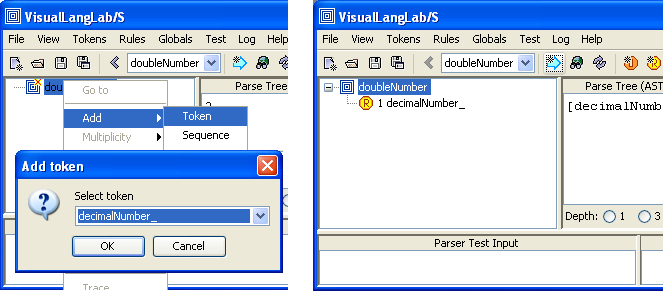 VisualLangLab/S
File View Tokens Rules Globals Test Log Help
doubleNumber
Parse Tree
Go to
Add
Token
Multiplicity
Sequence
Add token
Select token
decimalNumber_
OK Cancel
Trace
VisualLangLab/S
File View Tokens Rules Globals Test Log Help
doubleNumber
doubleNumber
R 1 decimalNumber_
Parse Tree (AST
[decimalNumb
Depth: 1 3
Parser Test Input